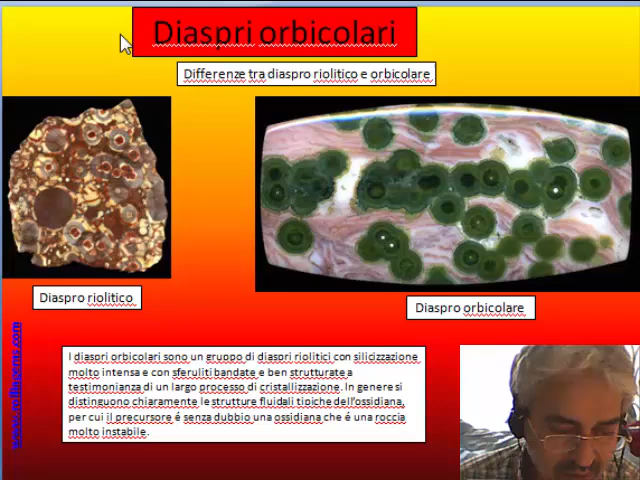 Diaspri orbicolari
Differenze tra diaspro riolitico e orbicolare
Diaspro riolitico
Diaspro orbicolare
I diaspri orbicolari sono un gruppo di diaspri riolitici con silicizzazione
molto intensa e con sferuliti bandate e ben strutturate a
testimonianza di un largo processo di cristallizzazione. In genere si
distinguono chiaramente le strutture fluidali tipiche dell'ossidiana,
per cui il precursore é senza dubbio una ossidiana che é una roccia
molto instabile.